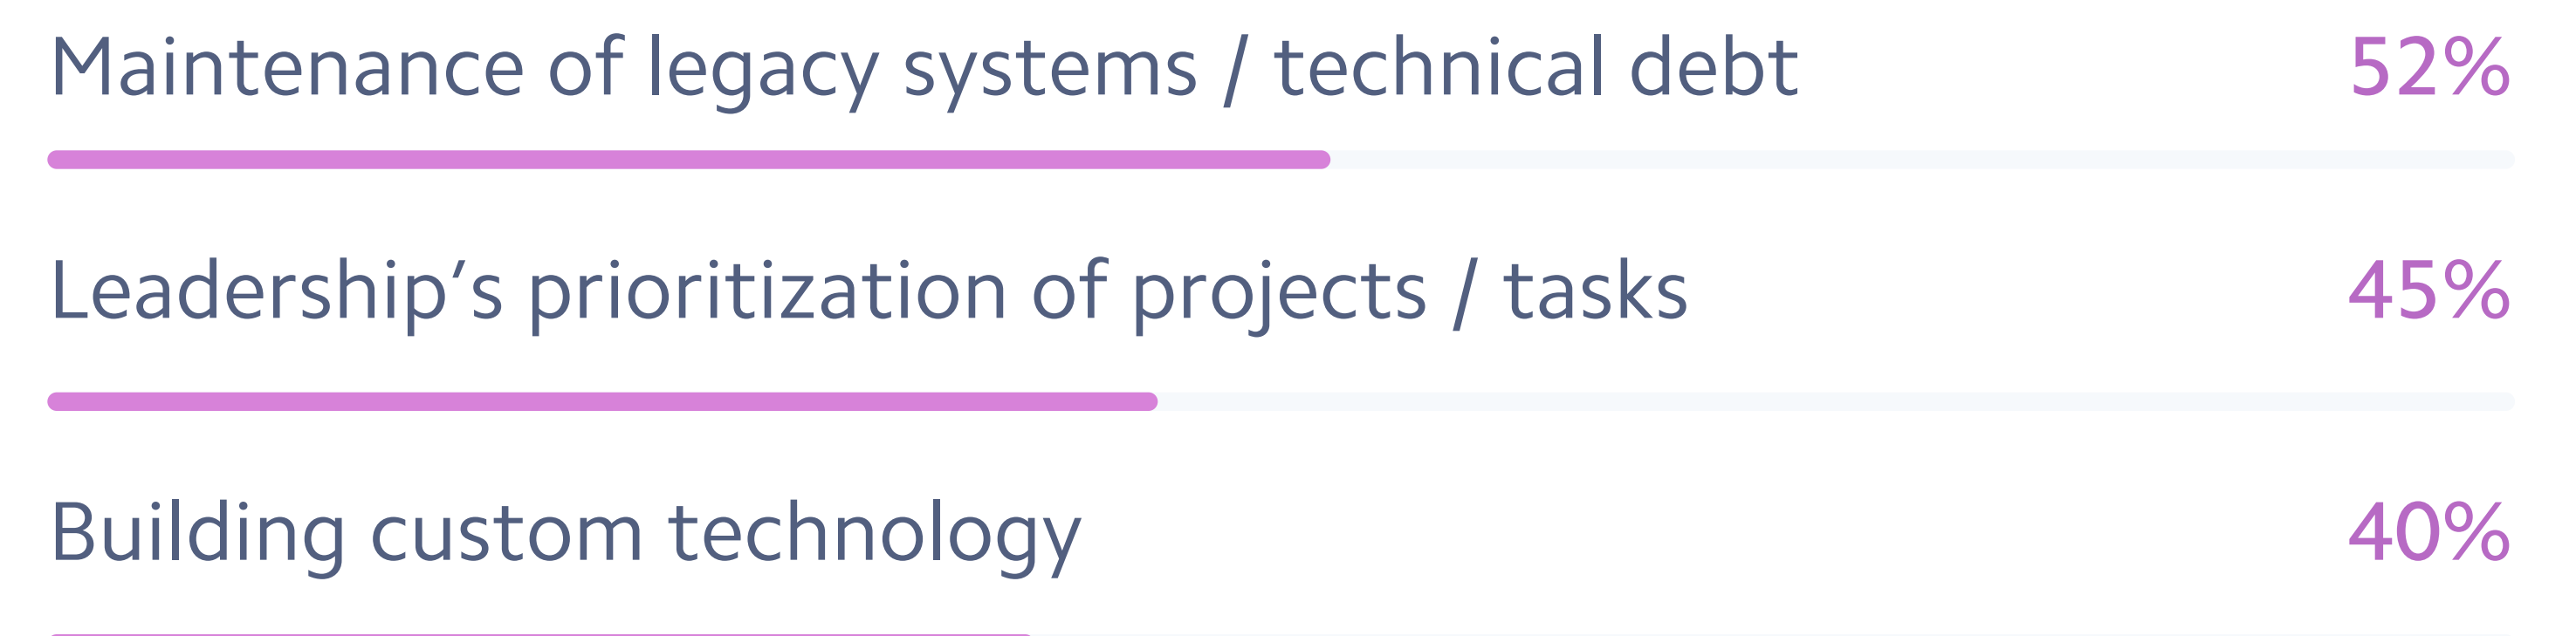 Maintenance of legacy systems / technical debt 52%
Leadership‘s prioritization of projects / tasks 45%
Building custom technology 40%